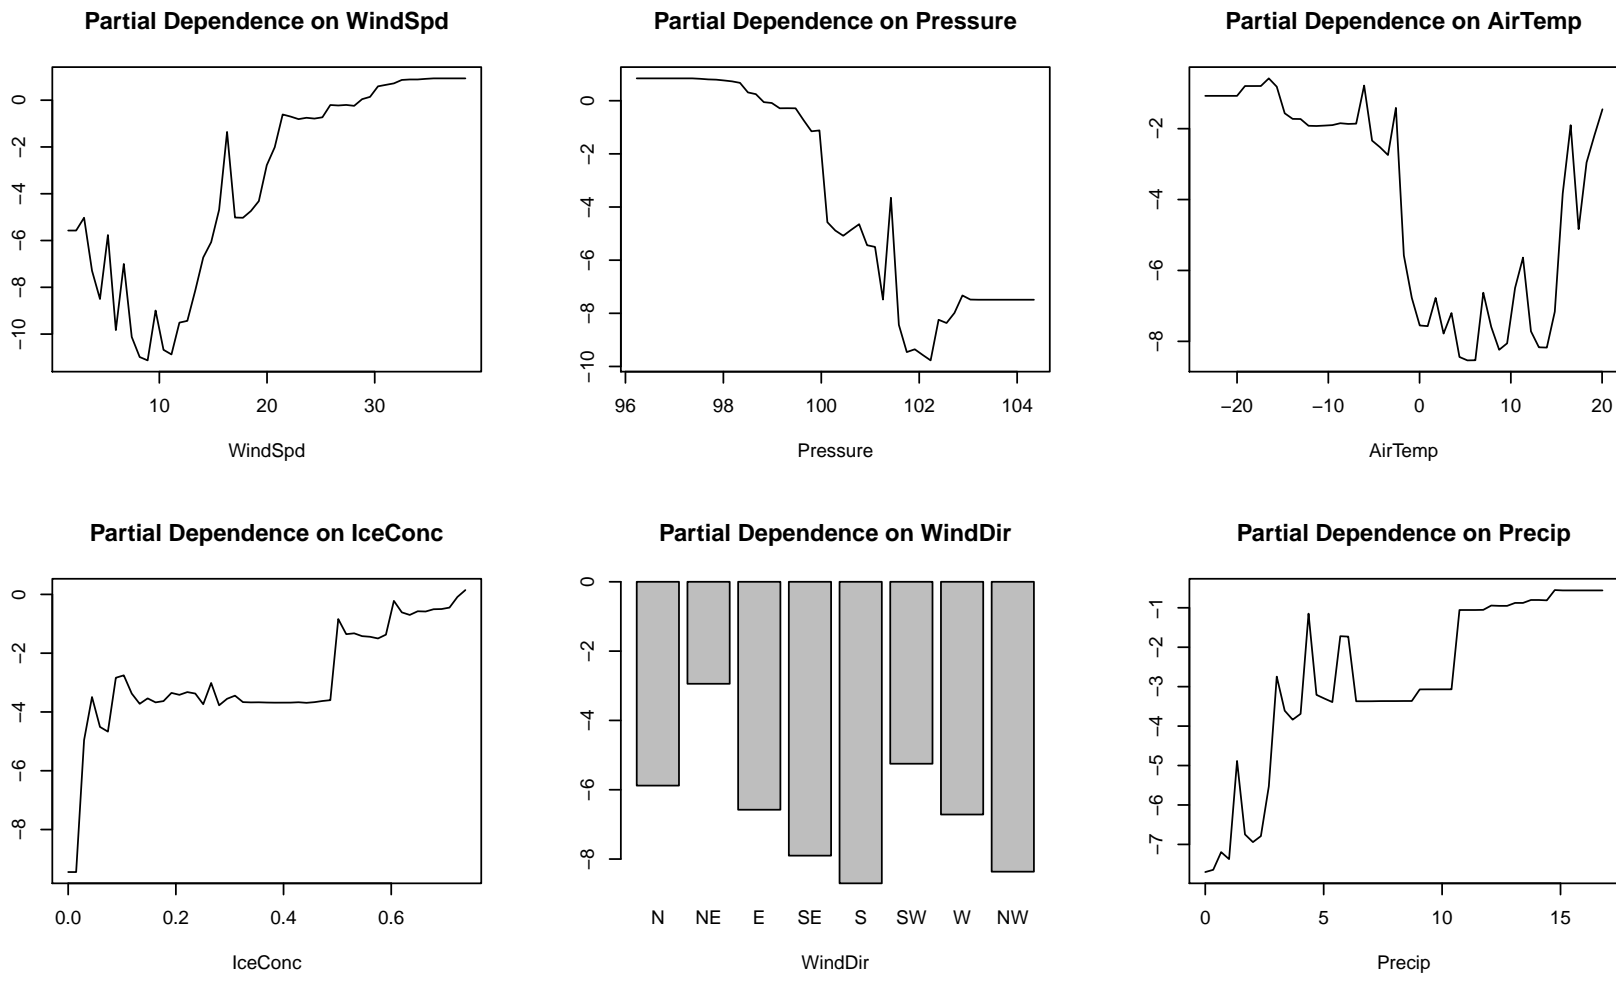 Partial Dependence on WindSpd
0
−2
−4
−6
−8
−10
10 20 30
WindSpd
Partial Dependence on Pressure
0
−2
−4
−6
−8
−10
96 98 100 102 104
Pressure
Partial Dependence on AirTemp
−2
−4
−6
−8
−20 −10 0 10 20
AirTemp
Partial Dependence on IceConc
0
−2
−4
−6
−8
0.0 0.2 0.4 0.6
IceConc
Partial Dependence on WindDir
0
−2
−4
−6
−8
N NE E SE S SW W NW
WindDir
Partial Dependence on Precip
−1
−2
−3
−4
−5
−6
−7
0 5 10 15
Precip